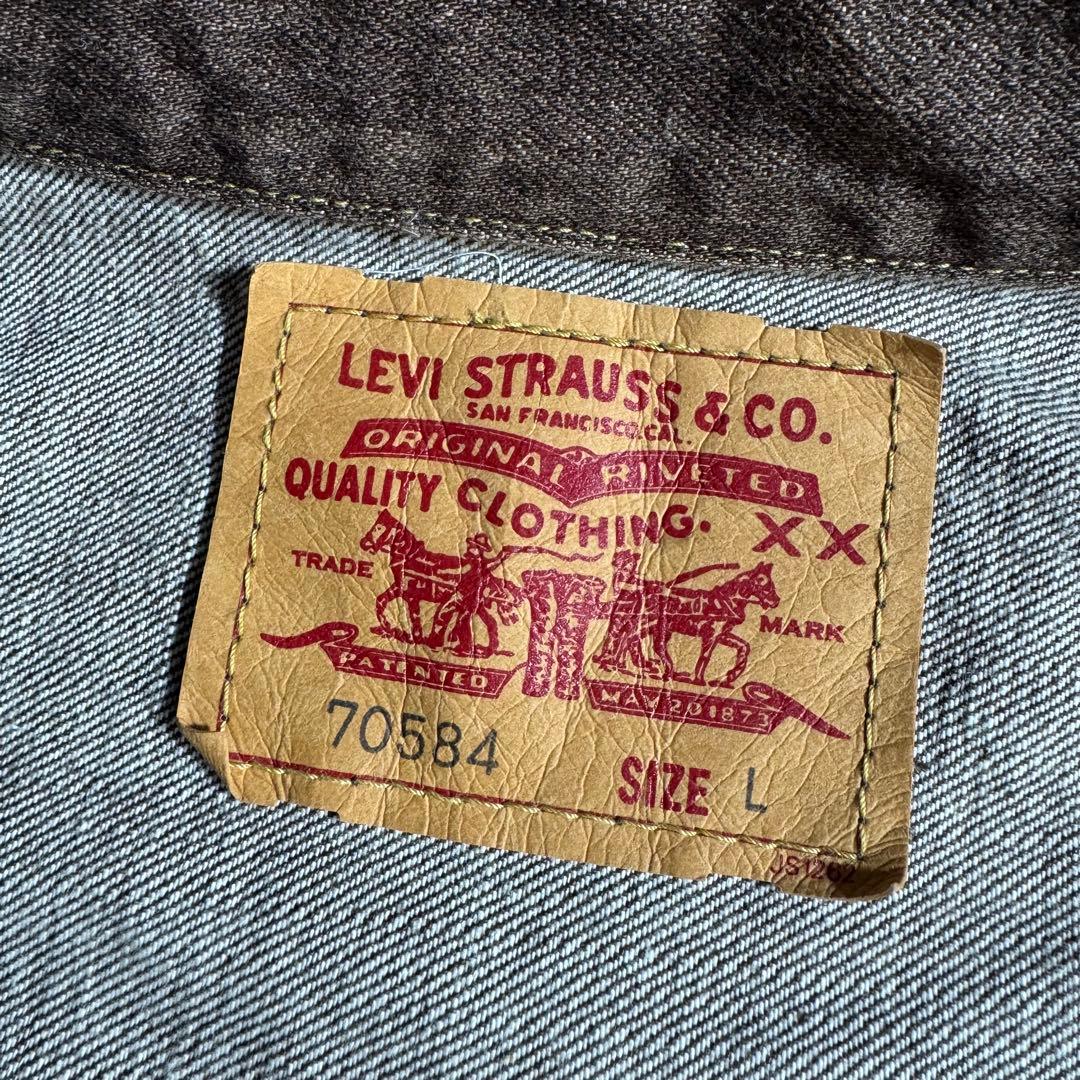 LEVI STRAUSS & CO.
SAN FRANCISCO, CAL.
ORIGINAL RIVETED
QUALITY CLOTHING. XX
TRADE MARK
PATENTED MAY 20 1873
70584 SIZE L
JS1262